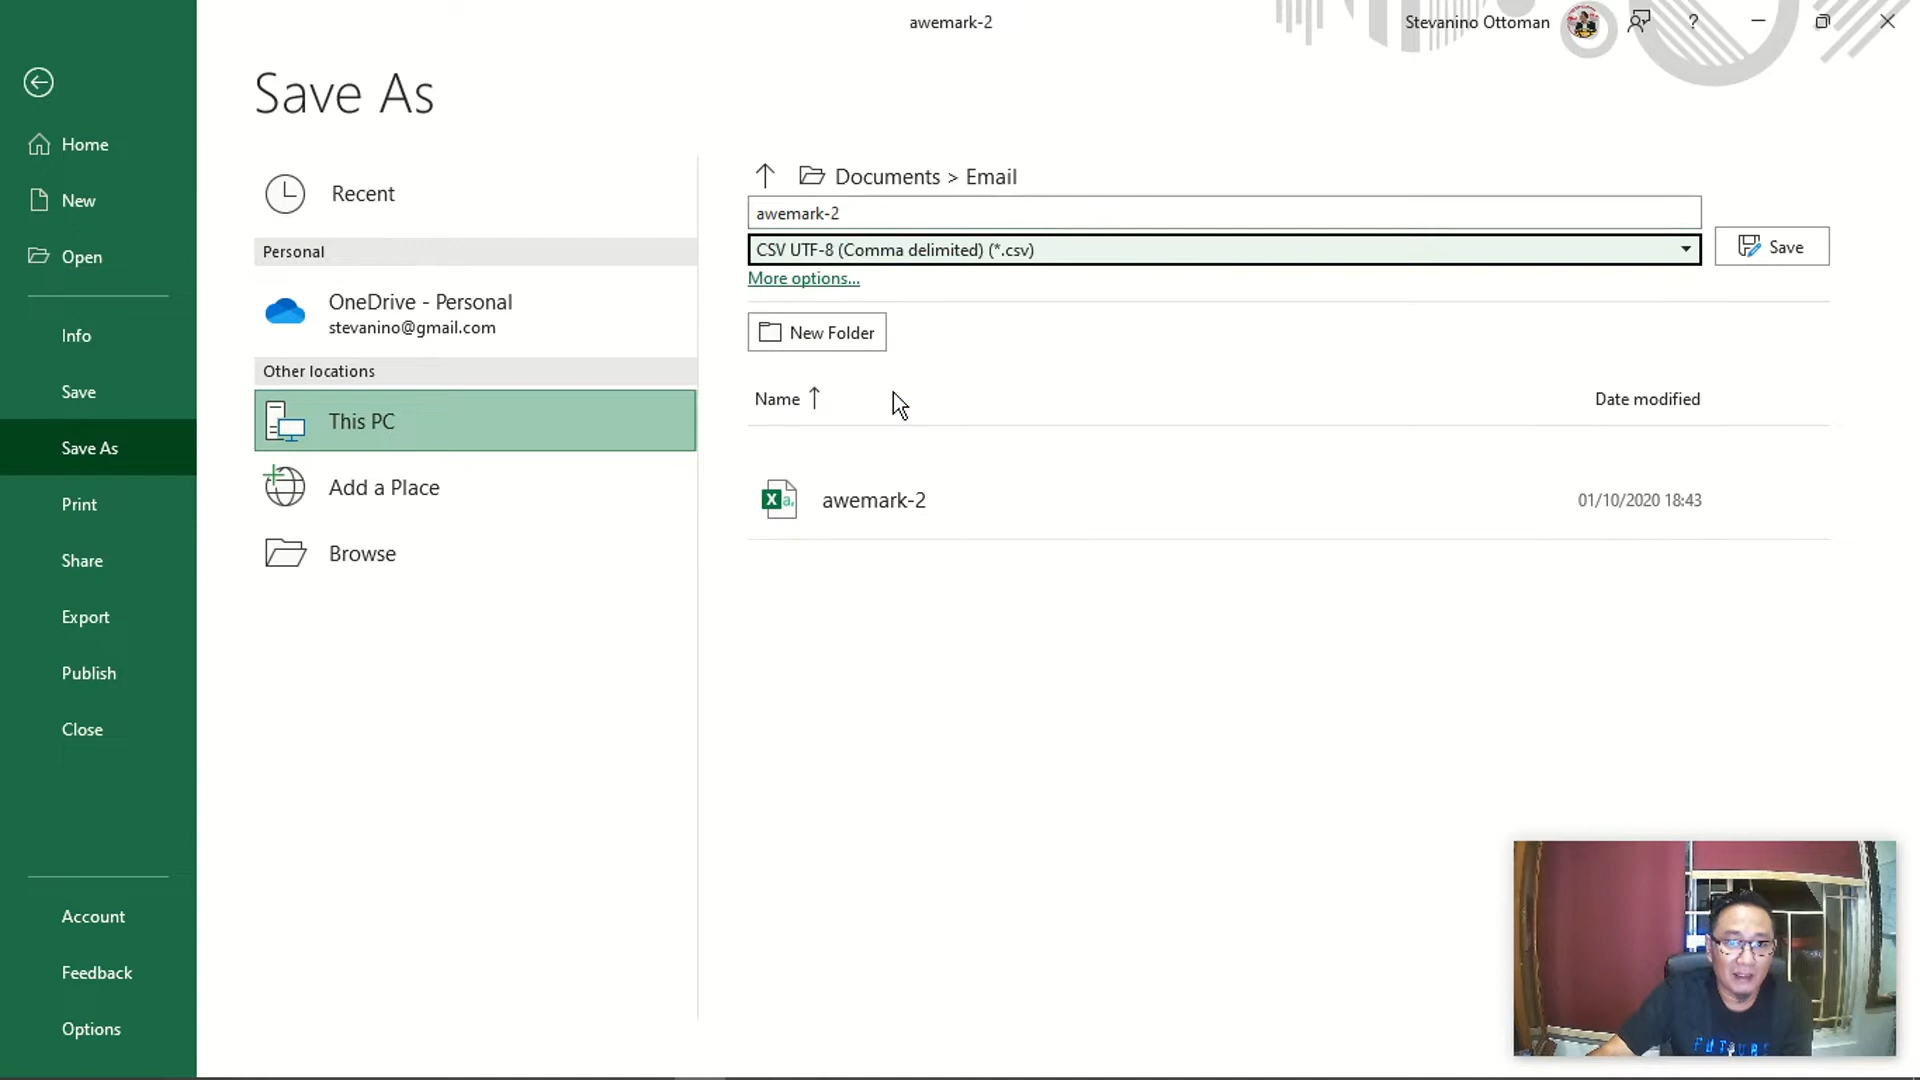 awemark-2
Stevanino Ottoman
?
Save As
Home
New
Open
Info
Save
Save As
Print
Share
Export
Publish
Close
Account
Feedback
Options
Recent
Personal
OneDrive - Personal
stevanino@gmail.com
Other locations
This PC
Add a Place
Browse
Documents > Email
awemark-2
CSV UTF-8 (Comma delimited) (*.csv)
Save
More options...
New Folder
Name
Date modified
X a,
awemark-2
01/10/2020 18:43
FUTURE